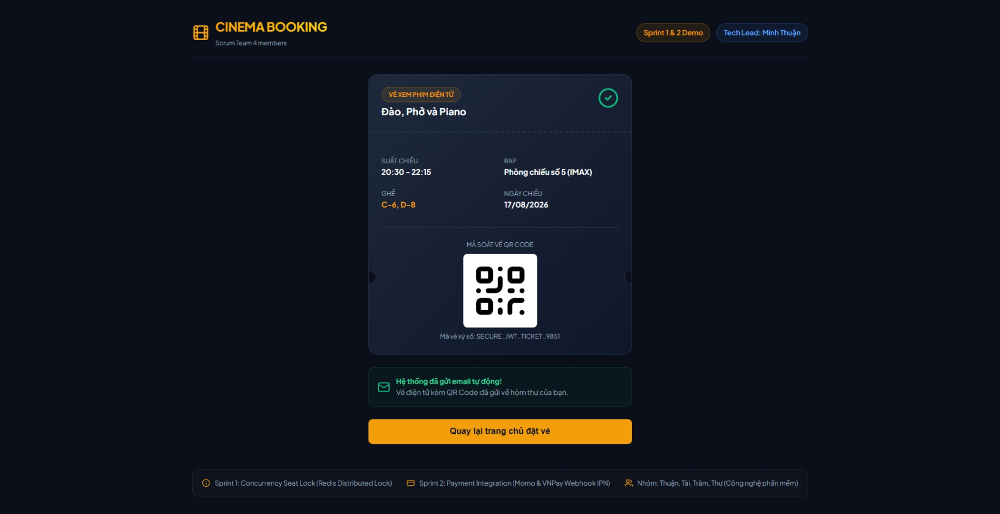 CINEMA BOOKING
Scrum Team 4 members
Sprint 1 & 2 Demo
Tech Lead: Minh Thuận
VÉ XEM PHIM ĐIỆN TỬ
Đào, Phở và Piano
SUẤT CHIẾU
20:30 - 22:15
RẠP
Phòng chiếu số 5 (IMAX)
GHẾ
C-6, D-8
NGÀY CHIẾU
17/08/2026
MÃ SOÁT VÉ QR CODE
Mã vé ký số: SECURE_JWT_TICKET_9851
Hệ thống đã gửi email tự động!
Vé điện tử kèm QR Code đã gửi về hòm thư của bạn.
Quay lại trang chủ đặt vé
Sprint 1: Concurrency Seat Lock (Redis Distributed Lock)
Sprint 2: Payment Integration (Momo & VNPay Webhook IPN)
Nhóm: Thuận, Tài, Trâm, Thư (Công nghệ phần mềm)